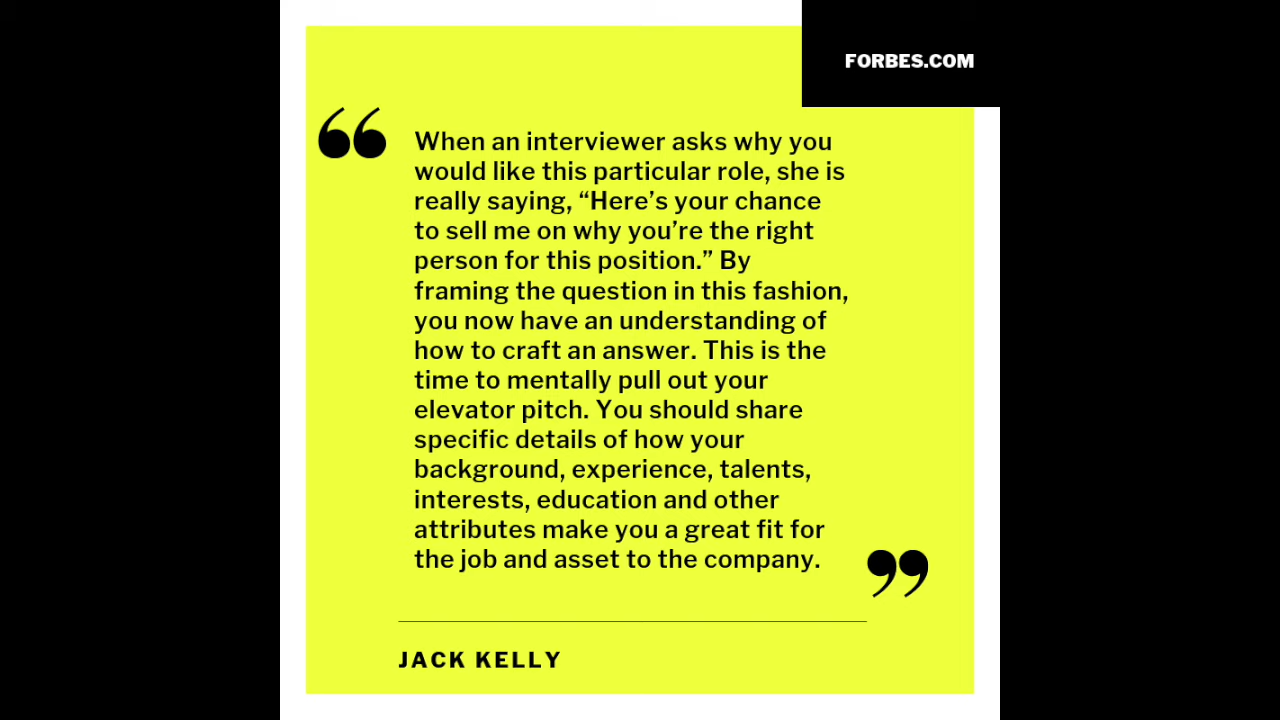 FORBES.COM
“ When an interviewer asks why you
would like this particular role, she is
really saying, “Here’s your chance
to sell me on why you’re the right
person for this position.” By
framing the question in this fashion,
you now have an understanding of
how to craft an answer. This is the
time to mentally pull out your
elevator pitch. You should share
specific details of how your
background, experience, talents,
interests, education and other
attributes make you a great fit for
the job and asset to the company. ”
JACK KELLY